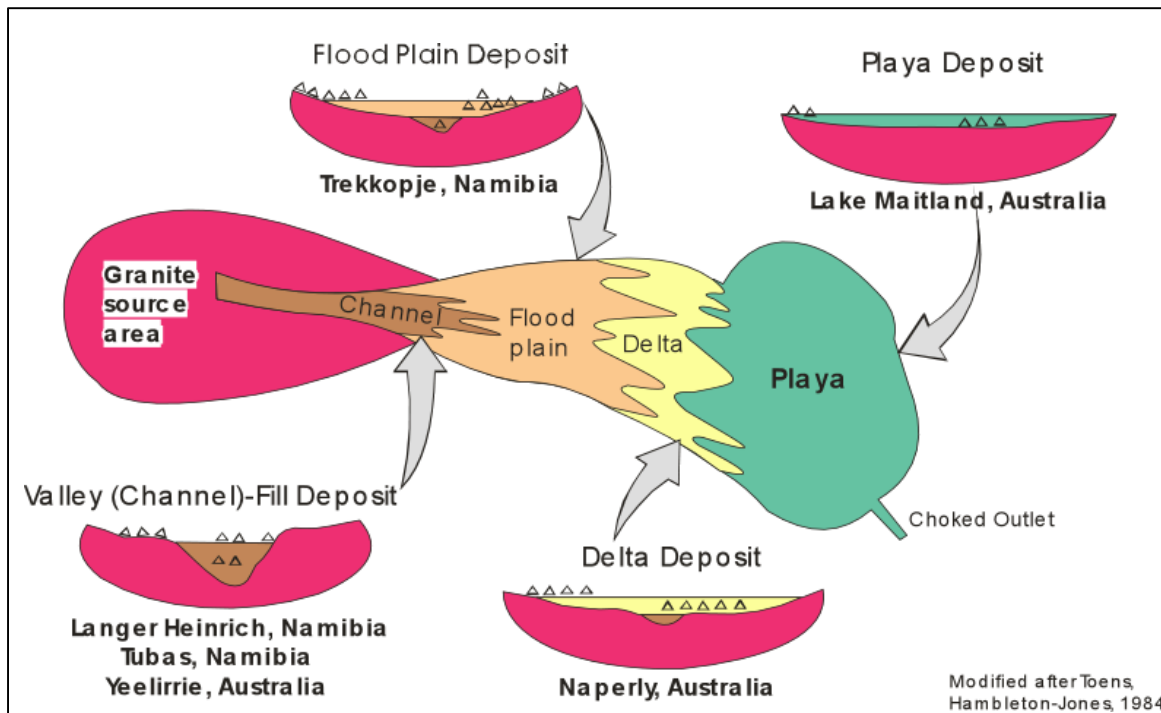 Flood Plain Deposit
Trekkopje, Namibia
Playa Deposit
Lake Maitland, Australia
Granite
source
area
Channel
Flood
plain
Delta
Playa
Valley (Channel)-Fill Deposit
Langer Heinrich, Namibia
Tubas, Namibia
Yeelirrie, Australia
Delta Deposit
Naperly, Australia
Choked Outlet
Modified after Toens,
Hambleton-Jones, 1984